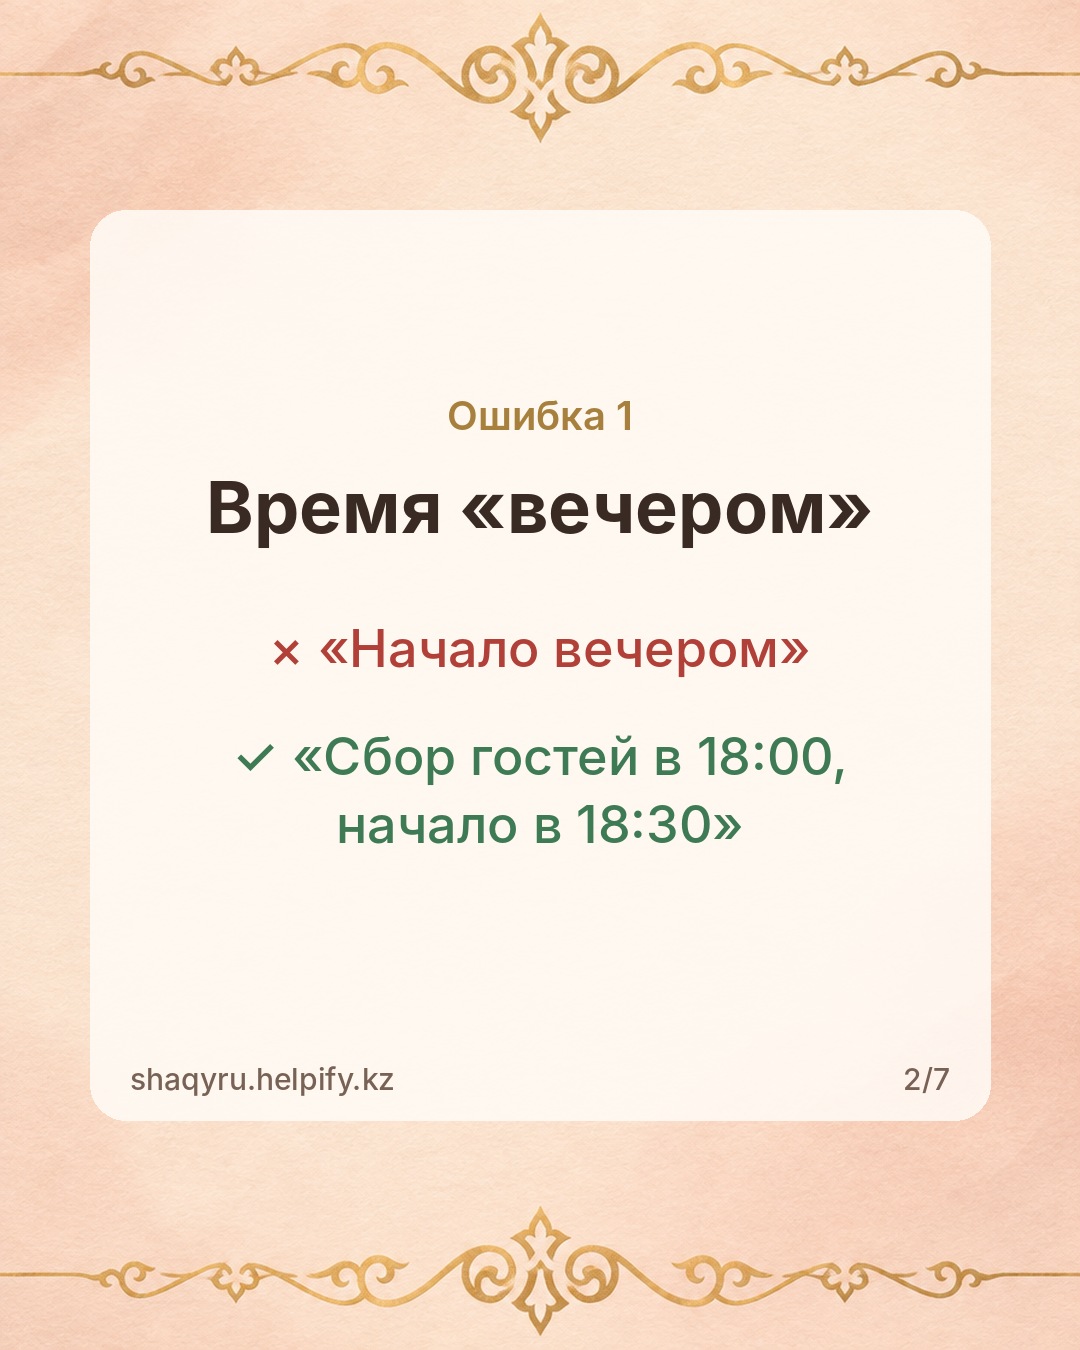 Ошибка 1
Время «вечером»
× «Начало вечером»
✓ «Сбор гостей в 18:00,
начало в 18:30»
shaqyru.helpify.kz
2/7